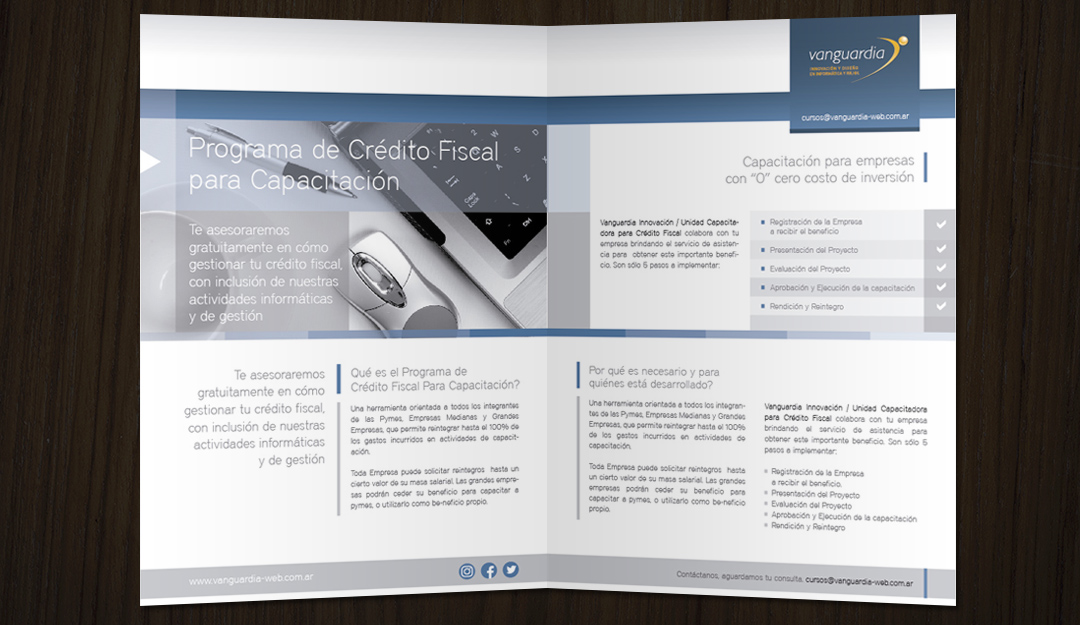 Programa de Crédito Fiscal
para Capacitación
Te asesoraremos
gratuitamente en cómo
gestionar tu crédito fiscal,
con inclusión de nuestras
actividades informáticas
y de gestión
Te asesoraremos
gratuitamente en cómo
gestionar tu crédito fiscal,
con inclusión de nuestras
actividades informáticas
y de gestión
Qué es el Programa de
Crédito Fiscal Para Capacitación?
Una herramienta orientada a todos los integrantes
de las Pymes, Empresas Medianas y Grandes
Empresas, que permite reintegrar hasta el 100% de
los gastos incurridos en actividades de capacit-
ación.
Toda Empresa puede solicitar reintegros hasta un
cierto valor de su masa salarial. Las grandes empre-
sas podrán ceder su beneficio para capacitar a
pymes, o utilizarlo como be-neficio propio.
www.vanguardia-web.com.ar
vanguardia
INNOVACIÓN Y DISEÑO
EN INFORMÁTICA Y
cursos@vanguardia-web.com.ar
Capacitación para empresas
con "0" cero costo de inversión
Vanguardia Innovación / Unidad Capacita-
dora para Crédito Fiscal colabora con tu
empresa brindando el servicio de asisten-
cia para obtener este importante benefi-
cio. Son sólo 5 pasos a implementar:
Registración de la Empresa
a recibir el beneficio
Presentación del Proyecto
Evaluación del Proyecto
Aprobación y Ejecución de la capacitación
Rendición y Reintegro
Por qué es necesario y para
quiénes está desarrollado?
Una herramienta orientada a todos los integran-
tes de las Pymes, Empresas Medianas y Grandes
Empresas, que permite reintegrar hasta el 100%
de los gastos incurridos en actividades de
capacitación.
Toda Empresa puede solicitar reintegros hasta
un cierto valor de su masa salarial. Las grandes
empresas podrán ceder su beneficio para
capacitar a pymes, o utilizarlo como be-neficio
propio.
Vanguardia Innovación / Unidad Capacitadora
para Crédito Fiscal colabora con tu empresa
brindando el servicio de asistencia para
obtener este importante beneficio. Son sólo 5
pasos a implementar:
Registración de la Empresa
a recibir el beneficio.
Presentación del Proyecto
Evaluación del Proyecto
Aprobación y Ejecución de la capacitación
Rendición y Reintegro
Contáctanos, aguardamos tu consulta. cursos@vanguardia-web.com.ar